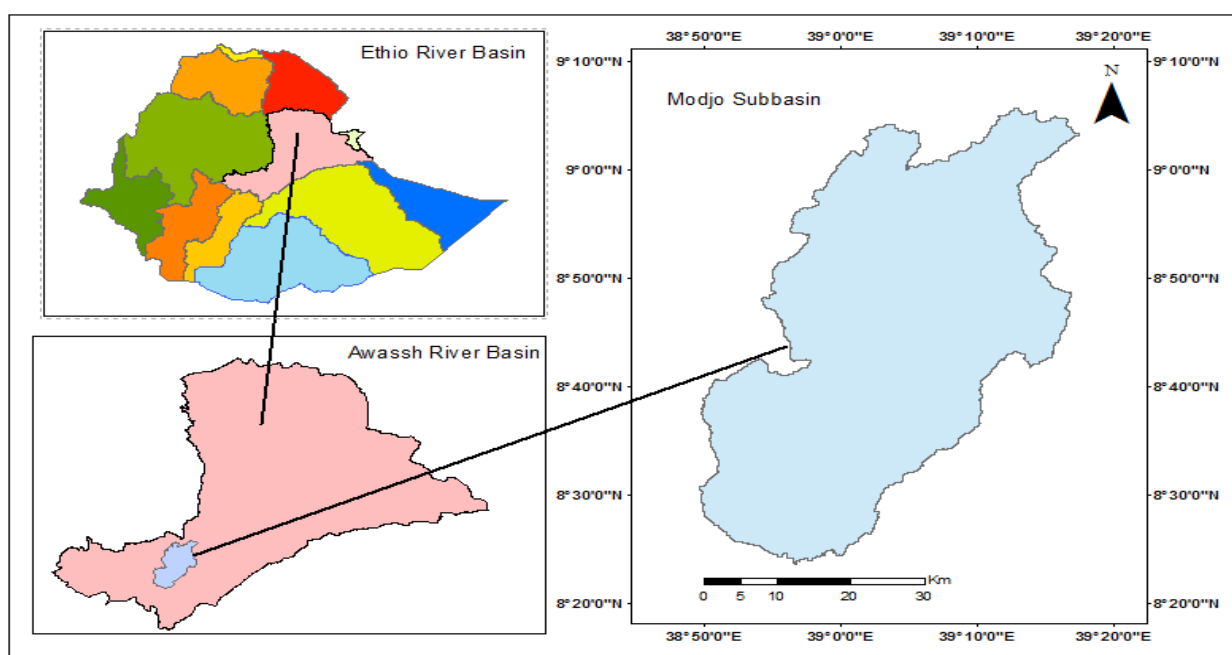 Ethio River Basin
Awassh River Basin
38°50'0"E 39°0'0"E 39°10'0"E 39°20'0"E
9°10'0"N 9°10'0"N
Modjo Subbasin
N
9°0'0"N 9°0'0"N
8°50'0"N 8°50'0"N
8°40'0"N 8°40'0"N
8°30'0"N 8°30'0"N
Km
0 5 10 20 30
8°20'0"N 8°20'0"N
38°50'0"E 39°0'0"E 39°10'0"E 39°20'0"E